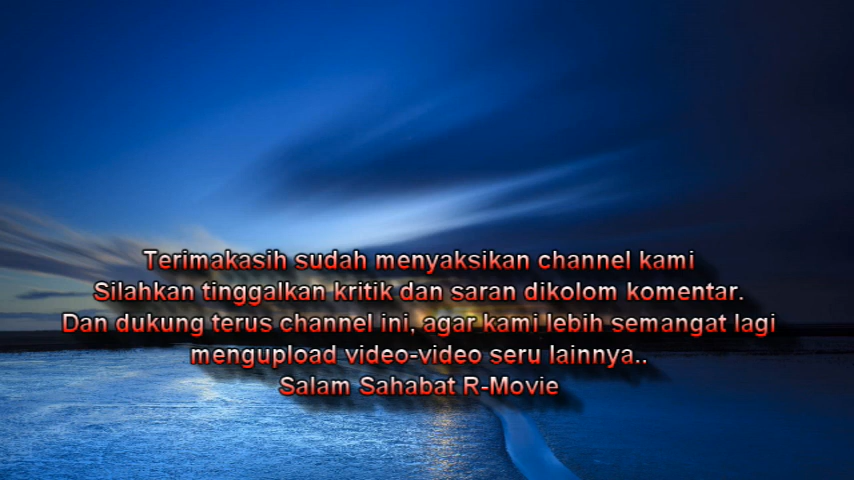 Terimakasih sudah menyaksikan channel kami
Silahkan tinggalkan kritik dan saran dikolom komentar.
Dan dukung terus channel ini, agar kami lebih semangat lagi
mengupload video-video seru lainnya..
Salam Sahabat R-Movie